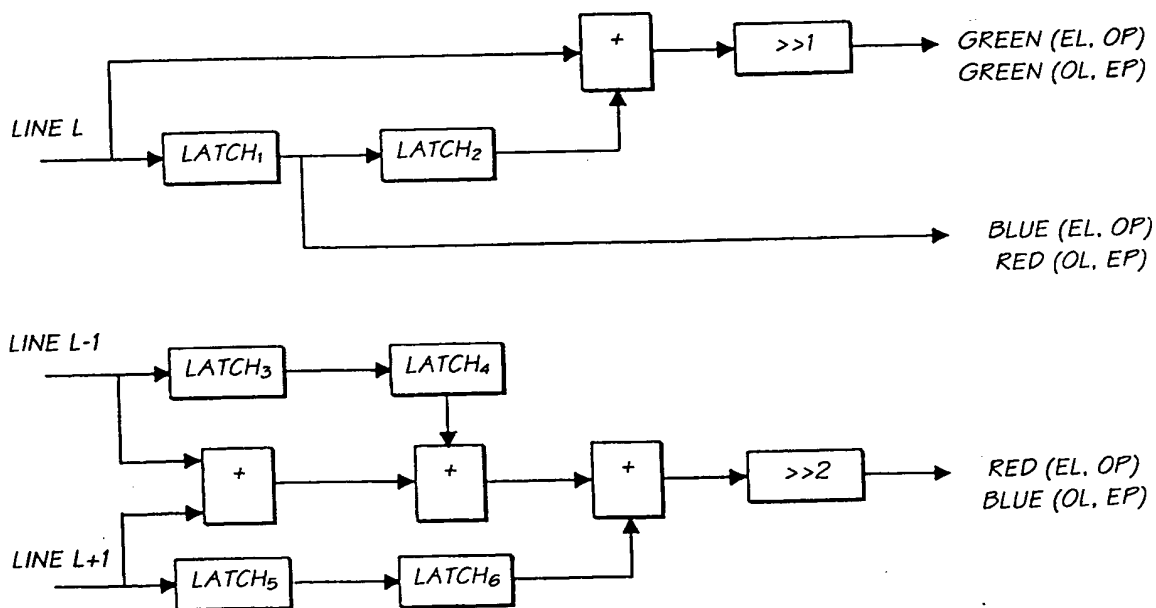 +
>>1
GREEN (EL, OP)
GREEN (OL, EP)
LINE L
LATCH₁
LATCH₂
BLUE (EL, OP)
RED (OL, EP)
LINE L-1
LATCH₃
LATCH₄
+
+
+
>>2
RED (EL, OP)
BLUE (OL, EP)
LINE L+1
LATCH₅
LATCH₆